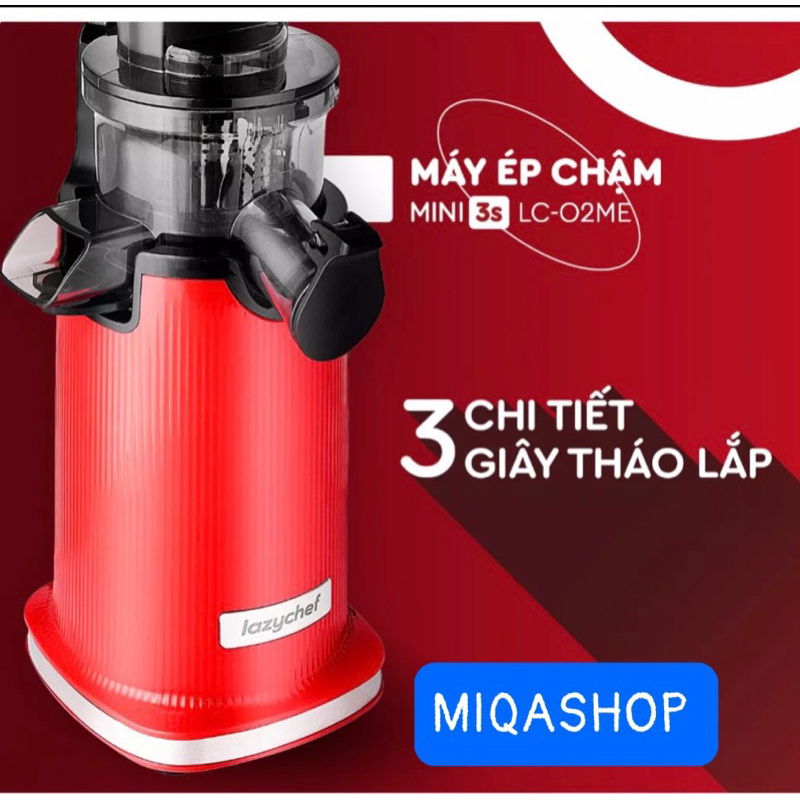 MÁY ÉP CHẬM
MINI 3s LC-02ME
3 CHI TIẾT
GIÂY THÁO LẮP
lazychef
MIQASHOP